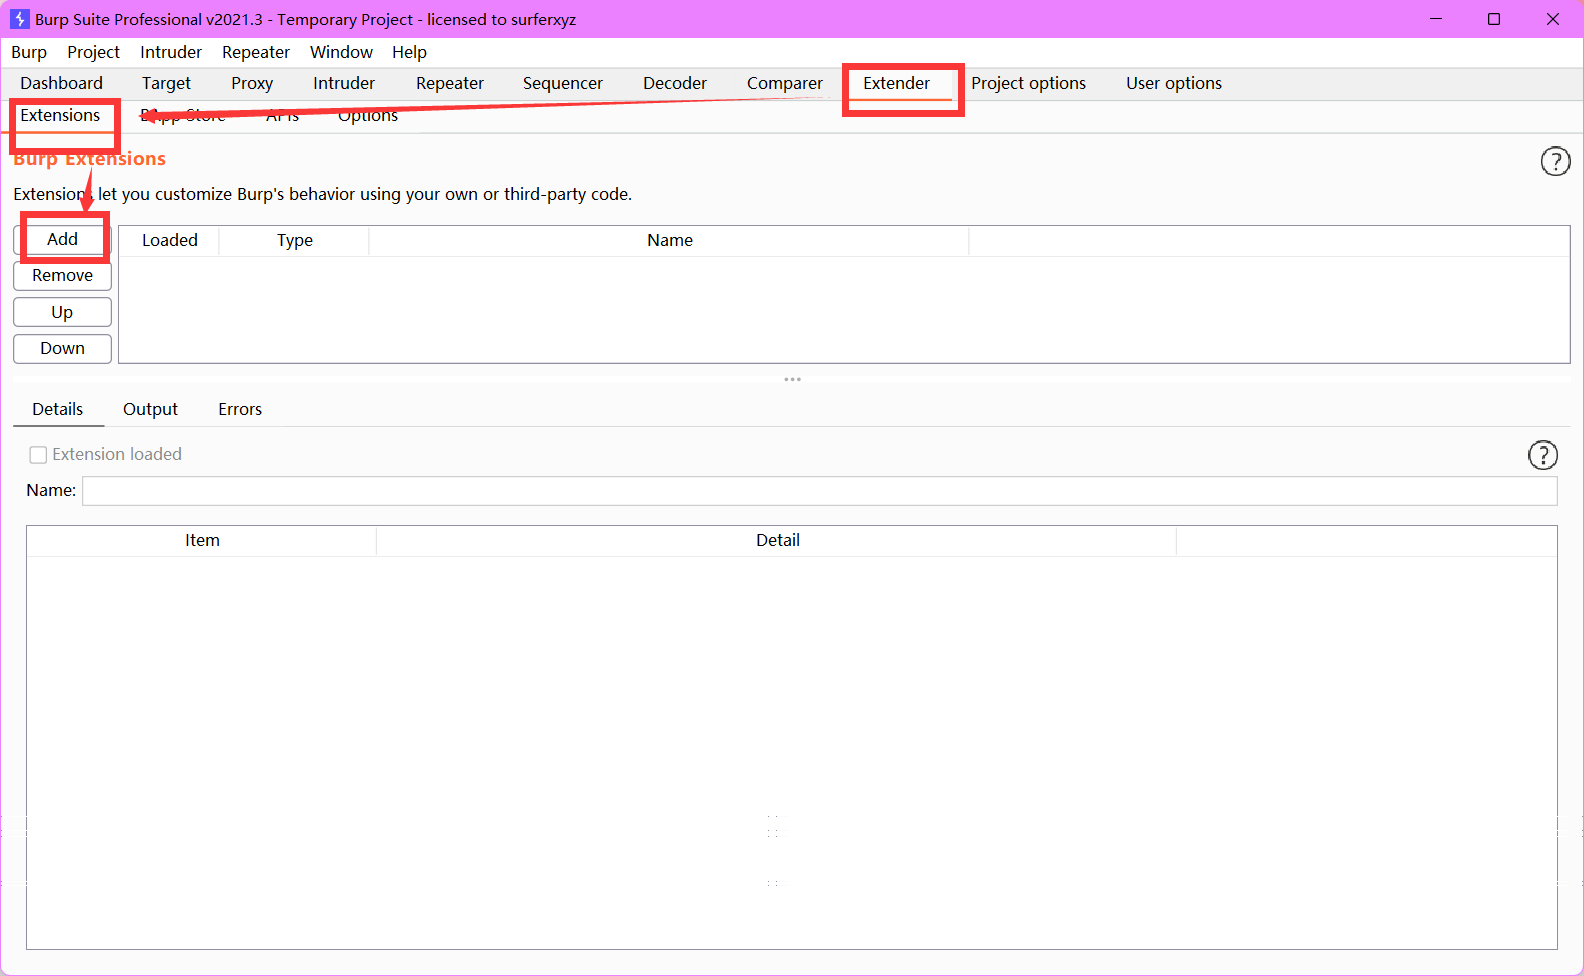 Burp Suite Professional v2021.3 - Temporary Project - licensed to surferxyz
Burp Project Intruder Repeater Window Help
Dashboard Target Proxy Intruder Repeater Sequencer Decoder Comparer Extender Project options User options
Extensions BApp Store APIs Options
Burp Extensions
Extensions let you customize Burp's behavior using your own or third-party code.
Add Loaded Type Name
Remove
Up
Down
Details Output Errors
Extension loaded
Name:
Item Detail